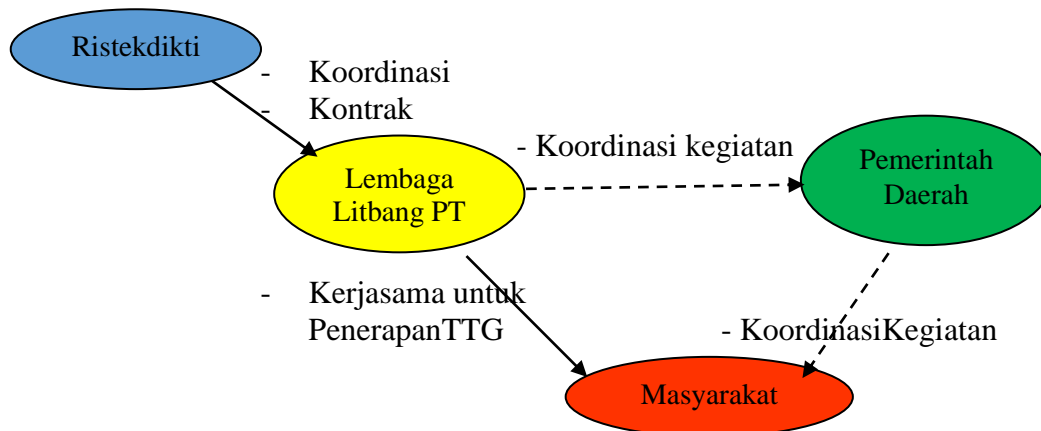 Ristekdikti
- Koordinasi
- Kontrak
- Koordinasi kegiatan
Pemerintah
Daerah
Lembaga
Litbang PT
- Kerjasama untuk
PenerapanTTG
- KoordinasiKegiatan
Masyarakat